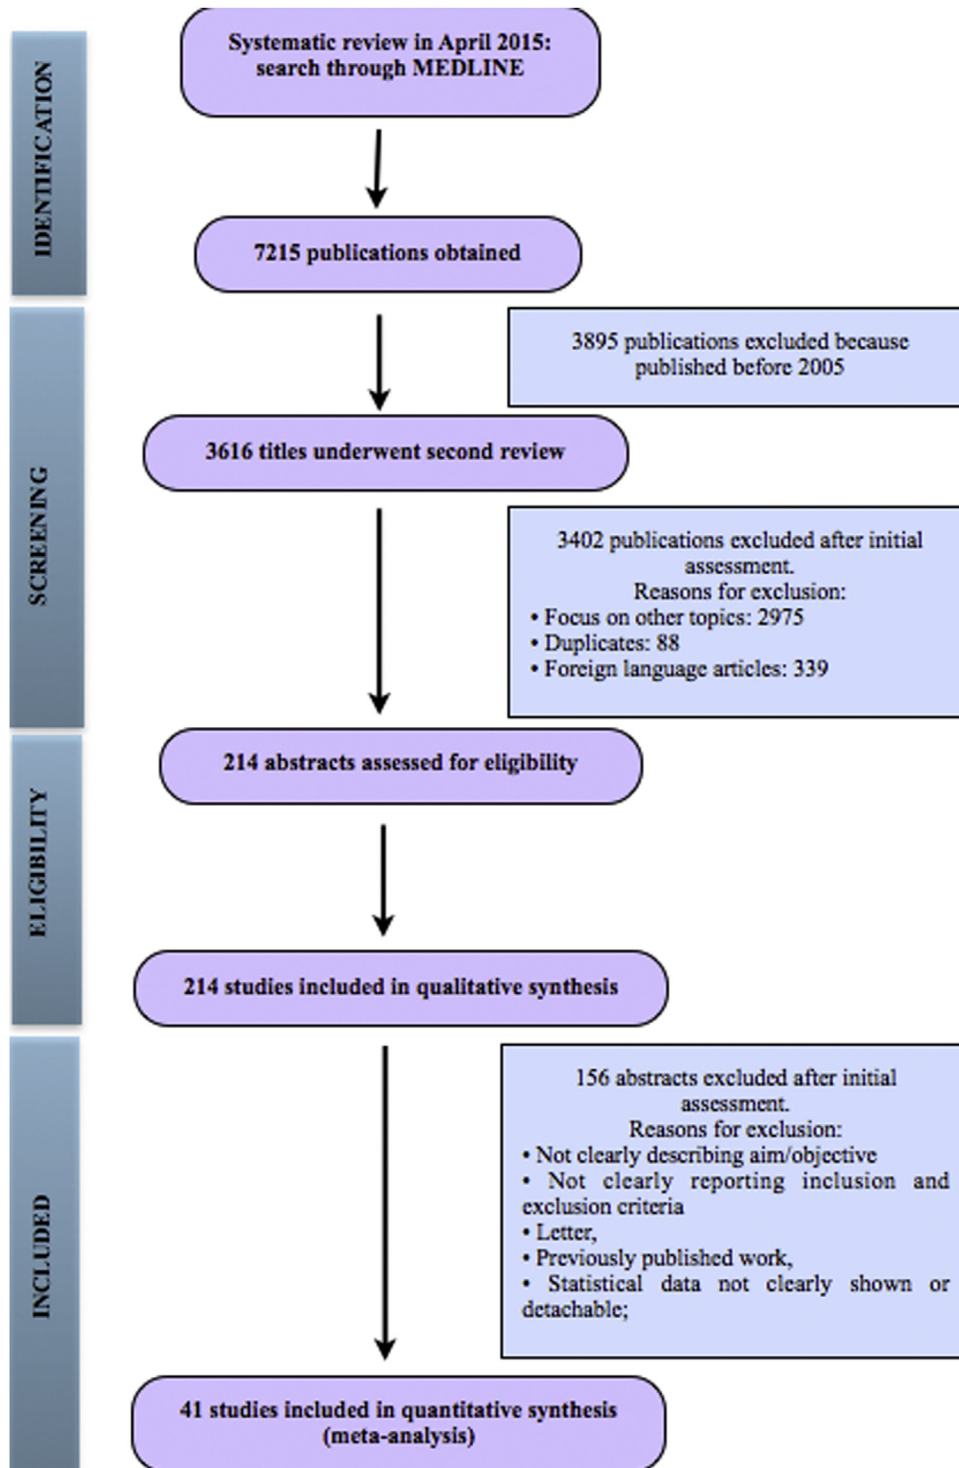 IDENTIFICATION
Systematic review in April 2015:
search through MEDLINE
7215 publications obtained
SCREENING
3895 publications excluded because
published before 2005
3616 titles underwent second review
3402 publications excluded after initial
assessment.
Reasons for exclusion:
• Focus on other topics: 2975
• Duplicates: 88
• Foreign language articles: 339
ELIGIBILITY
214 abstracts assessed for eligibility
214 studies included in qualitative synthesis
INCLUDED
156 abstracts excluded after initial
assessment.
Reasons for exclusion:
• Not clearly describing aim/objective
• Not clearly reporting inclusion and
exclusion criteria
• Letter,
• Previously published work,
• Statistical data not clearly shown or
detachable;
41 studies included in quantitative synthesis
(meta-analysis)